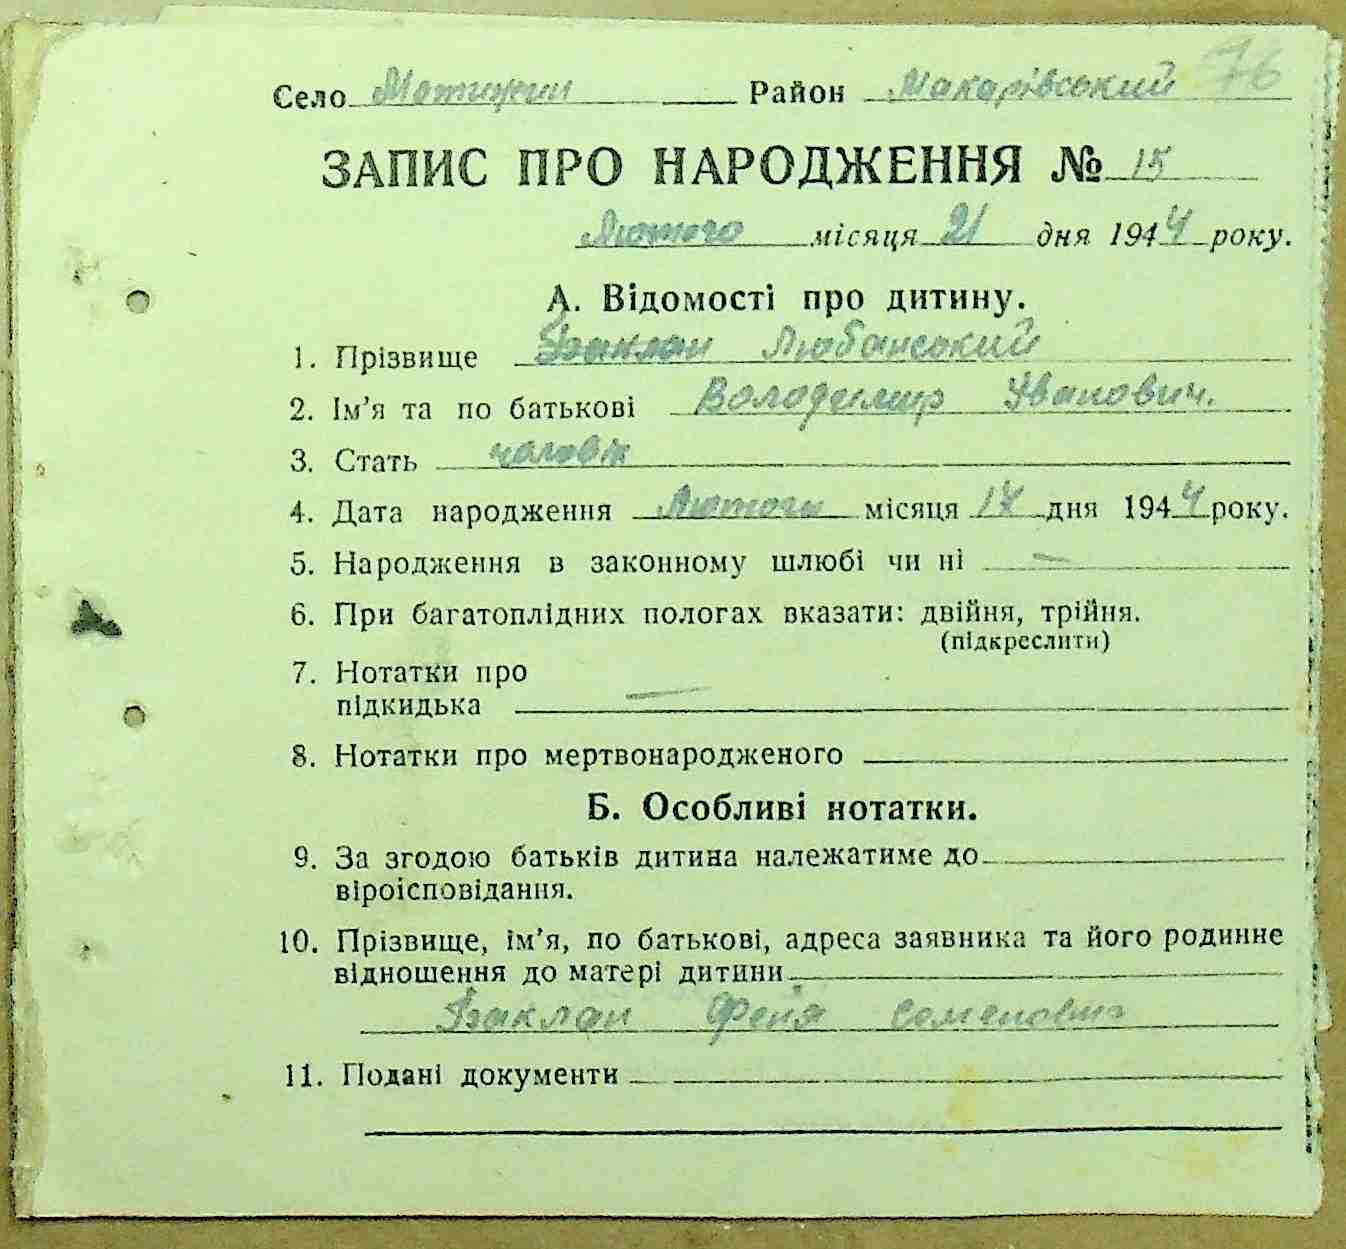 76
Село Мотижин Район Макарівський
ЗАПИС ПРО НАРОДЖЕННЯ № 15
Лютого місяця 21 дня 1944 року.
А. Відомості про дитину.
1. Прізвище Баклан Любанський
2. Ім’я та по батькові Володимир Іванович.
3. Стать чоловік
4. Дата народження Лютого місяця 17 дня 1944 року.
5. Народження в законному шлюбі чи ні —
6. При багатоплідних пологах вказати: двійня, трійня.
(підкреслити)
7. Нотатки про
підкидька —
8. Нотатки про мертвонародженого
Б. Особливі нотатки.
9. За згодою батьків дитина належатиме до
віроісповідання.
10. Прізвище, ім’я, по батькові, адреса заявника та його родинне
відношення до матері дитини
Баклан
11. Подані документи